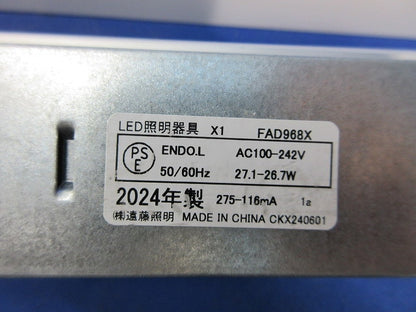 LED照明器具 X1 FAD968X
PS
E
ENDO.L AC100-242V
50/60Hz 27.1-26.7W
2024年製 275-116mA 1a
㈱遠藤照明 MADE IN CHINA CKX240601